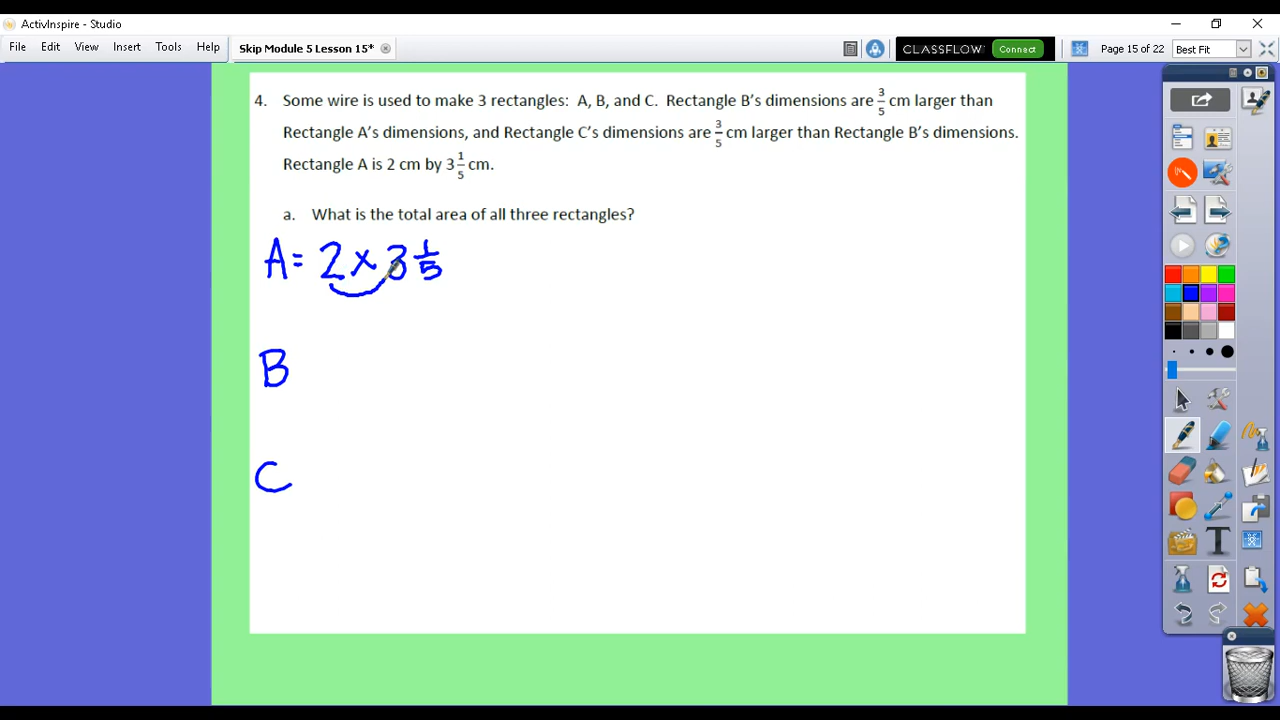 ActivInspire - Studio
File Edit View Insert Tools Help
Skip Module 5 Lesson 15*
CLASSFLOW Connect
Page 15 of 22
Best Fit
4. Some wire is used to make 3 rectangles: A, B, and C. Rectangle B's dimensions are 3/5 cm larger than
Rectangle A's dimensions, and Rectangle C's dimensions are 3/5 cm larger than Rectangle B's dimensions.
Rectangle A is 2 cm by 3 1/5 cm.
a. What is the total area of all three rectangles?
A = 2 x 3 1/5
B
C
T